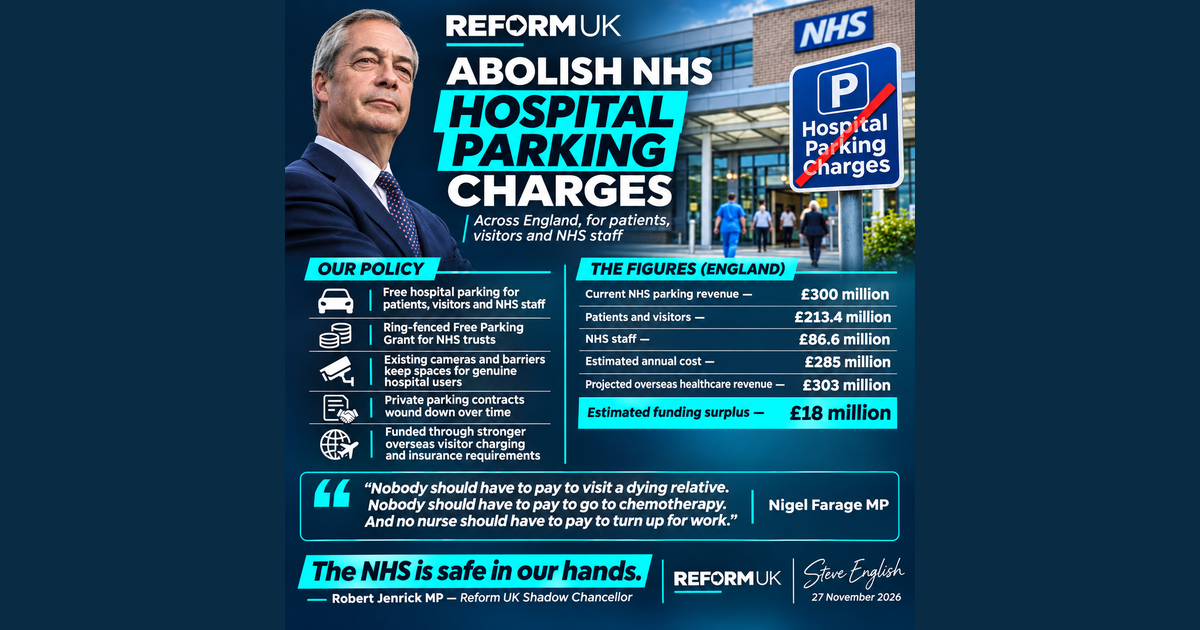 REFORM UK
ABOLISH NHS
HOSPITAL
PARKING
CHARGES
Across England, for patients,
visitors and NHS staff
NHS
P
Hospital
Parking
Charges
OUR POLICY
Free hospital parking for
patients, visitors and NHS staff
Ring-fenced Free Parking
Grant for NHS trusts
Existing cameras and barriers
keep spaces for genuine
hospital users
Private parking contracts
wound down over time
Funded through stronger
overseas visitor charging
and insurance requirements
THE FIGURES (ENGLAND)
Current NHS parking revenue — £300 million
Patients and visitors — £213.4 million
NHS staff — £86.6 million
Estimated annual cost — £285 million
Projected overseas healthcare revenue — £303 million
Estimated funding surplus — £18 million
“
“Nobody should have to pay to visit a dying relative.
Nobody should have to pay to go to chemotherapy.
And no nurse should have to pay to turn up for work.”
Nigel Farage MP
The NHS is safe in our hands.
— Robert Jenrick MP — Reform UK Shadow Chancellor
REFORM UK
Steve English
27 November 2026